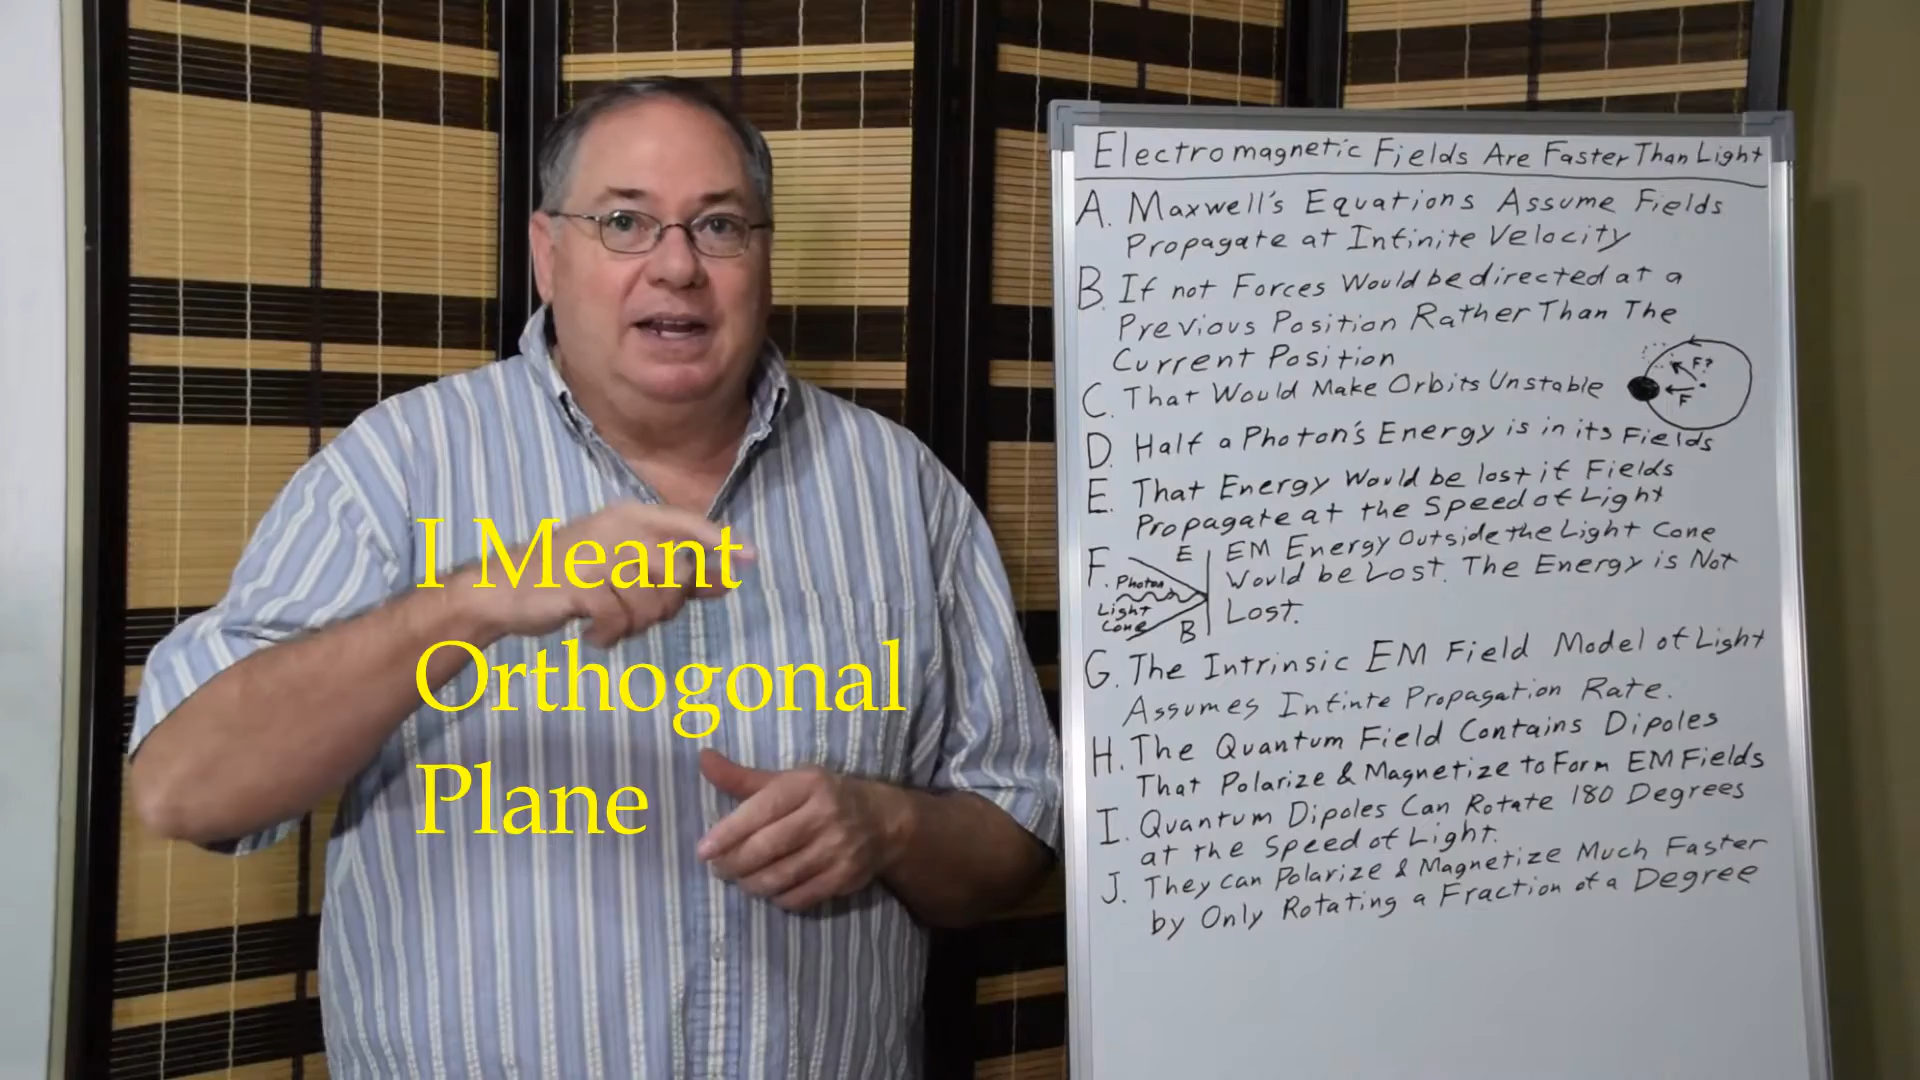 Electromagnetic Fields Are Faster Than Light
A. Maxwell's Equations Assume Fields
Propagate at Infinite Velocity
B. If not Forces Would be directed at a
Previous Position Rather Than The
Current Position
F?
F
C. That Would Make Orbits Unstable
D. Half a Photon's Energy is in its Fields
E. That Energy Would be lost if Fields
Propagate at the Speed of Light
F. EM Energy Outside the Light Cone
Would be Lost. The Energy is Not
Lost.
E
Photon
Light
Cone
B
G. The Intrinsic EM Field Model of Light
Assumes Infinte Propagation Rate.
H. The Quantum Field Contains Dipoles
That Polarize & Magnetize to Form EM Fields
I. Quantum Dipoles Can Rotate 180 Degrees
at the Speed of Light.
J. They Can Polarize & Magnetize Much Faster
by Only Rotating a Fraction of a Degree
I Meant
Orthogonal
Plane